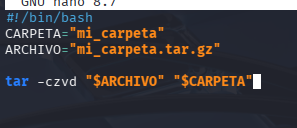 GNU nano 8.7
#!/bin/bash
CARPETA="mi_carpeta"
ARCHIVO="mi_carpeta.tar.gz"
tar -czvd "$ARCHIVO" "$CARPETA"